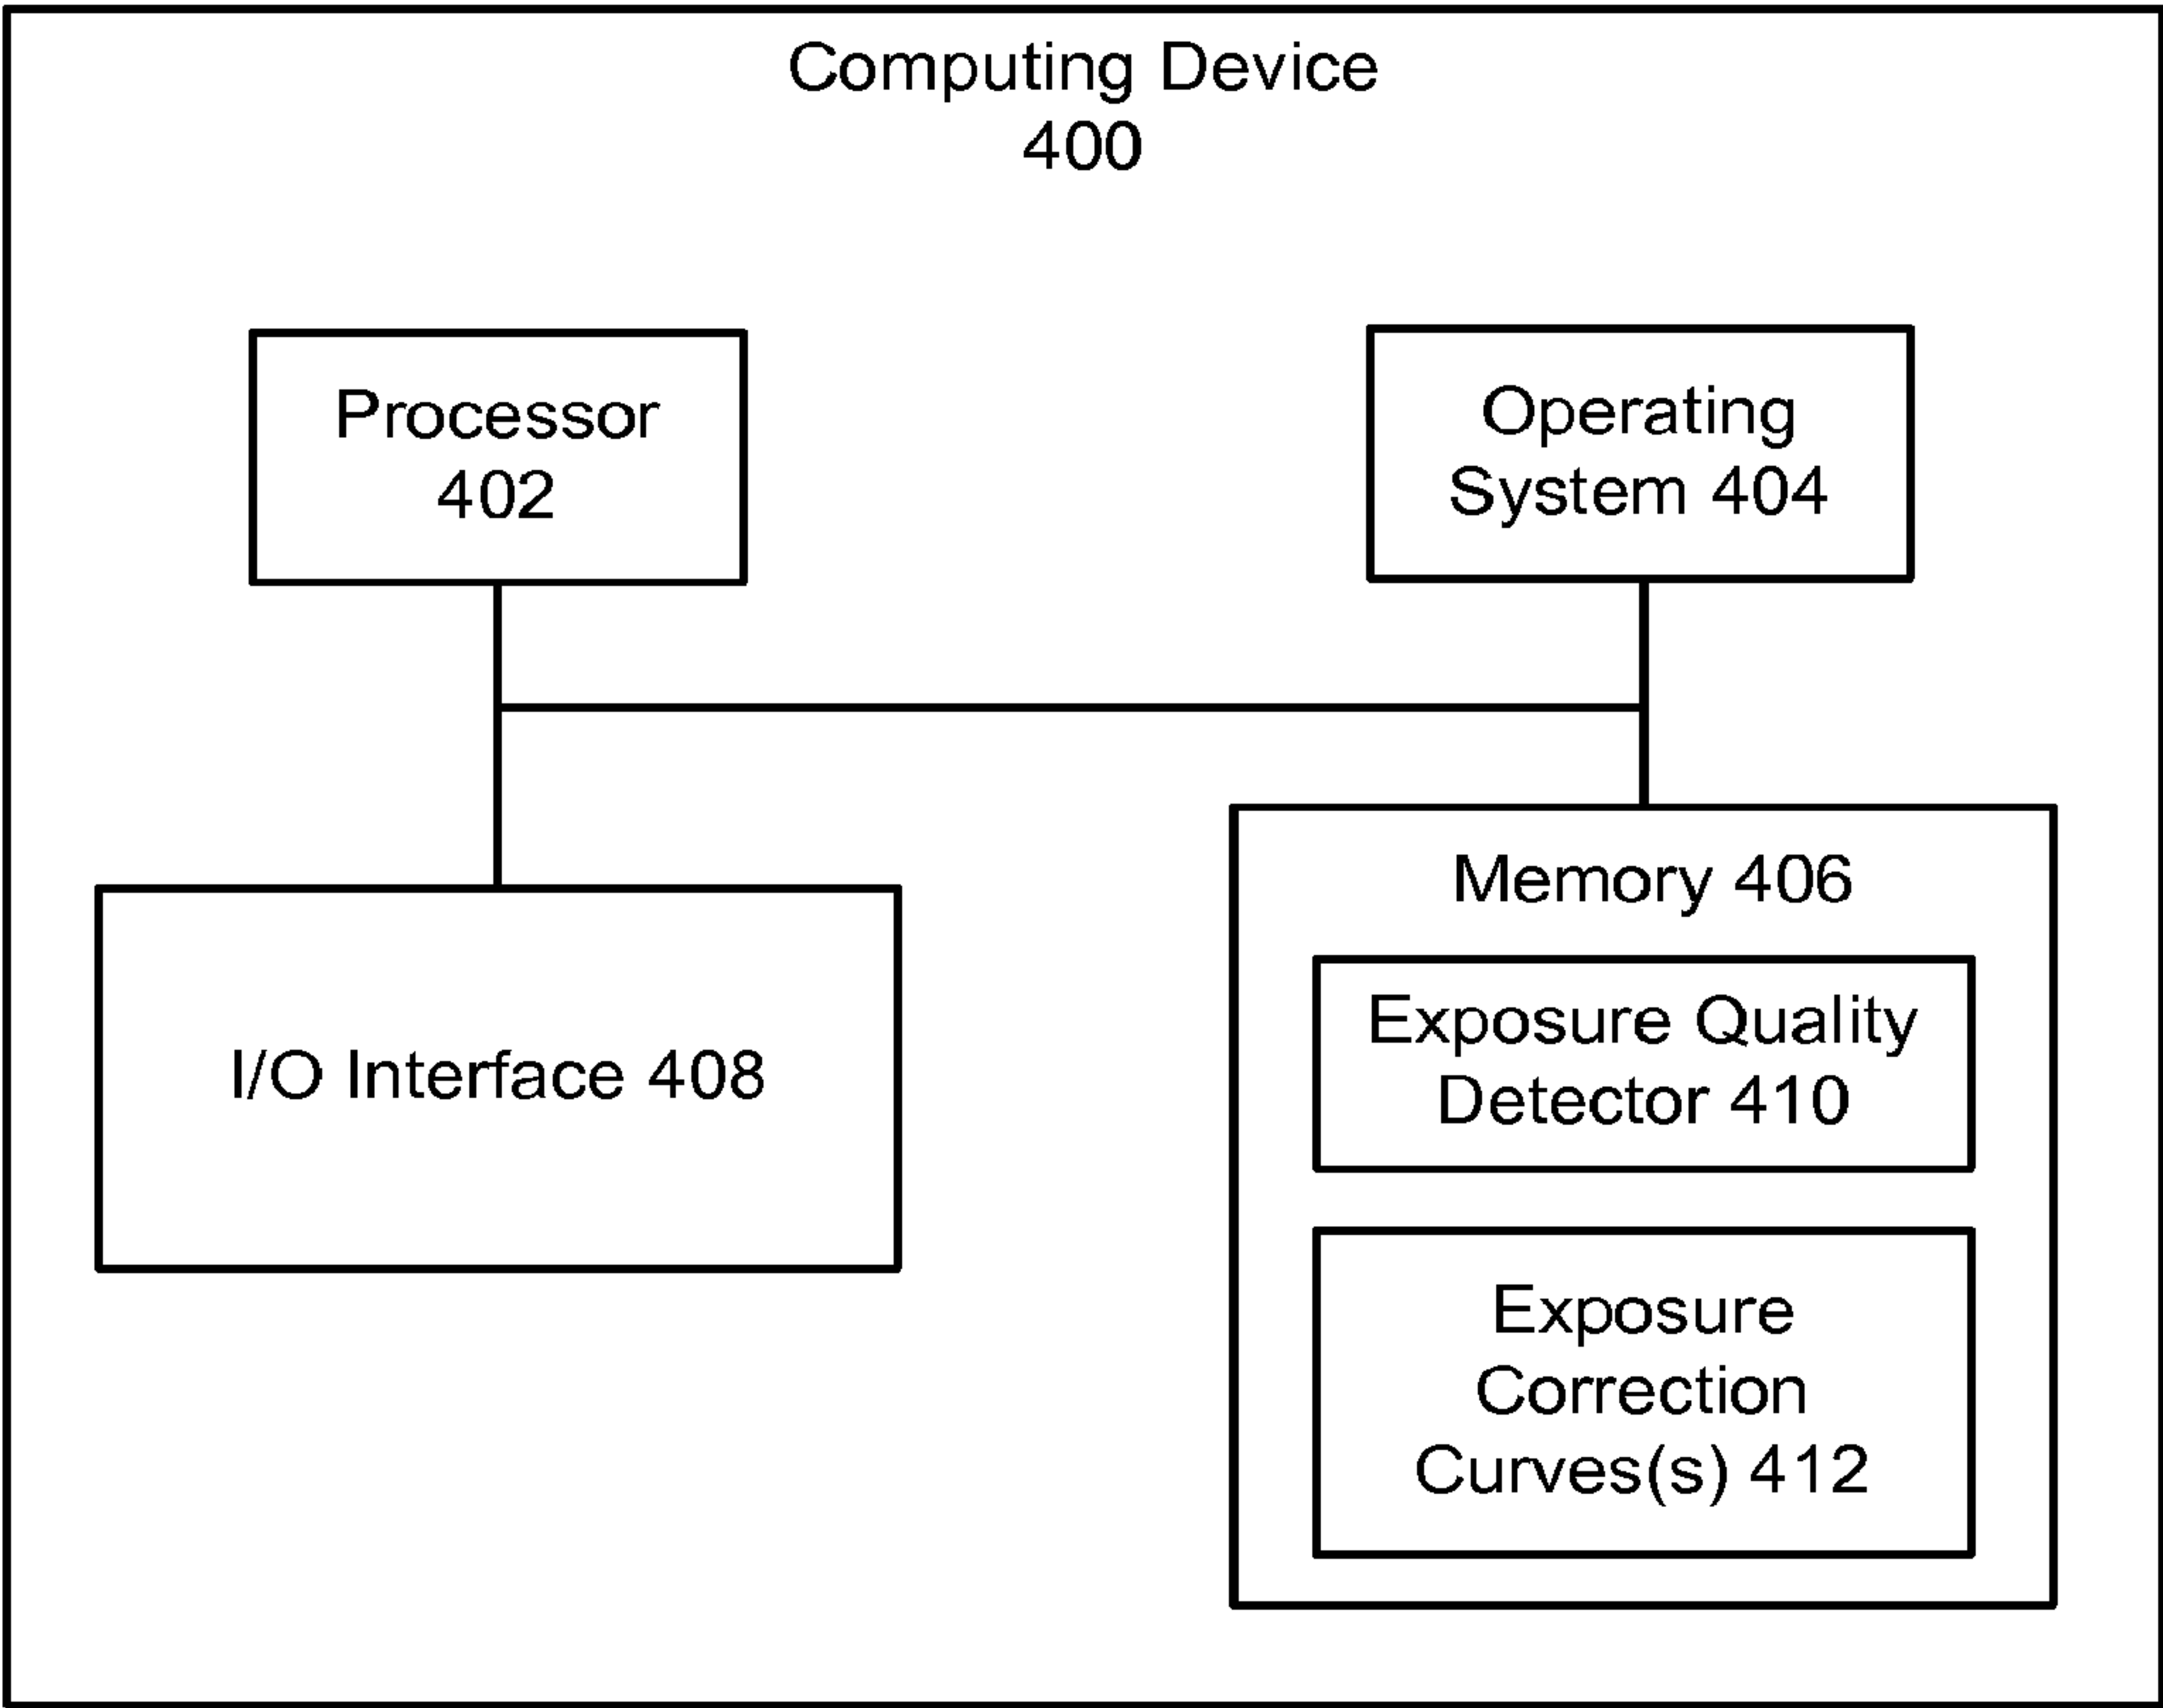 Computing Device
400
Processor
402
Operating
System 404
I/O Interface 408
Memory 406
Exposure Quality
Detector 410
Exposure
Correction
Curves(s) 412